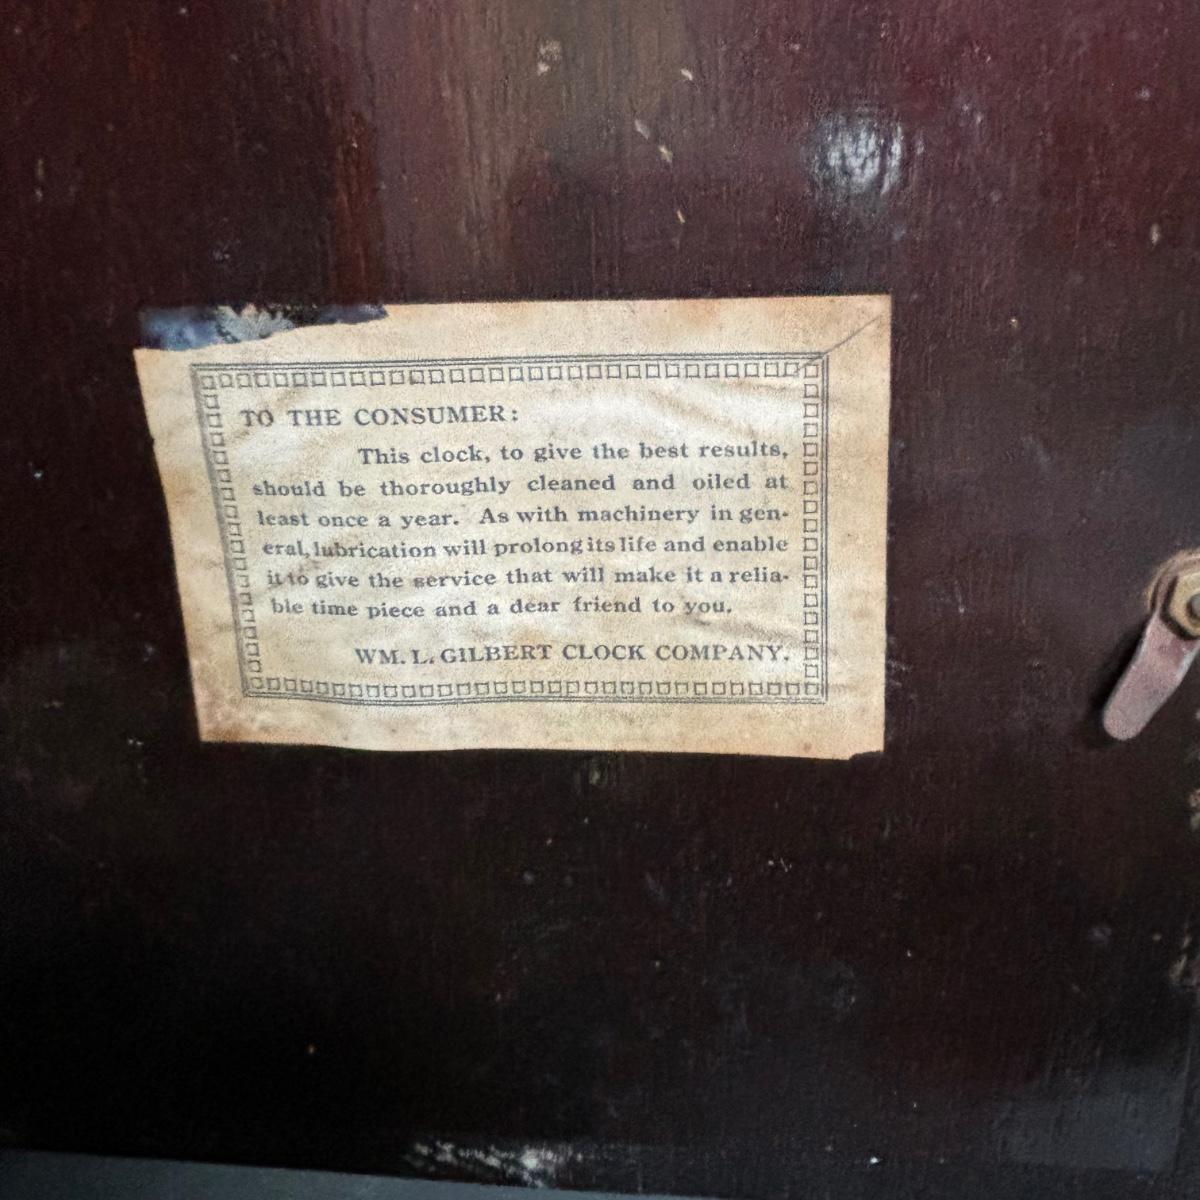 TO THE CONSUMER:
This clock, to give the best results,
should be thoroughly cleaned and oiled at
least once a year. As with machinery in gen-
eral, lubrication will prolong its life and enable
it to give the service that will make it a relia-
ble time piece and a dear friend to you.
WM. L. GILBERT CLOCK COMPANY.